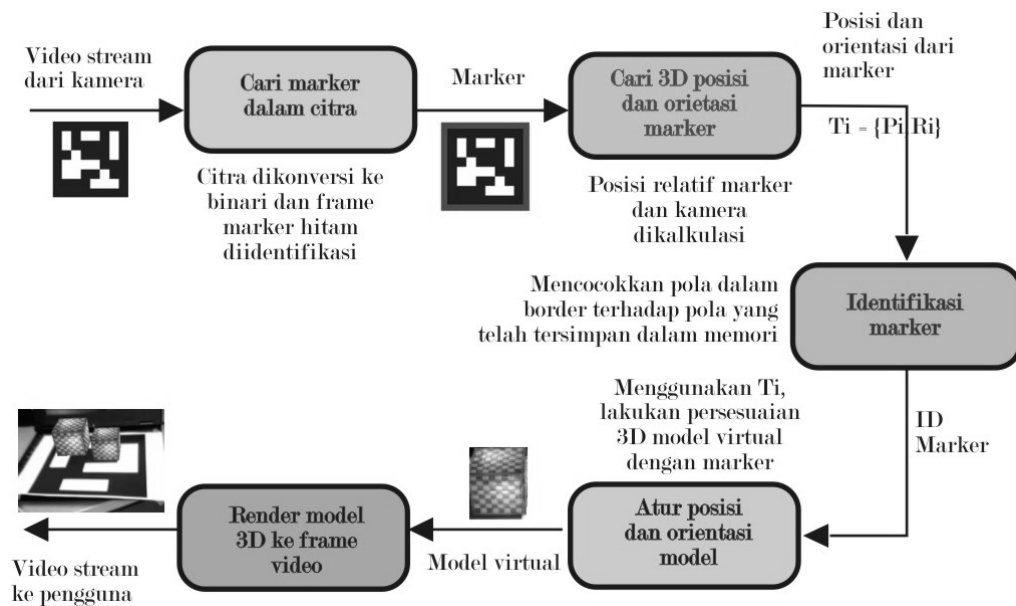 Video stream
dari kamera
Cari marker
dalam citra
Citra dikonversi ke
binari dan frame
marker hitam
diidentifikasi
Marker
Cari 3D posisi
dan orietasi
marker
Posisi relatif marker
dan kamera
dikalkulasi
Posisi dan
orientasi dari
marker
Ti = {Pi,Ri}
Identifikasi
marker
Mencocokkan pola dalam
border terhadap pola yang
telah tersimpan dalam memori
ID
Marker
Atur posisi
dan orientasi
model
Menggunakan Ti,
lakukan persesuaian
3D model virtual
dengan marker
Model virtual
Render model
3D ke frame
video
Video stream
ke pengguna